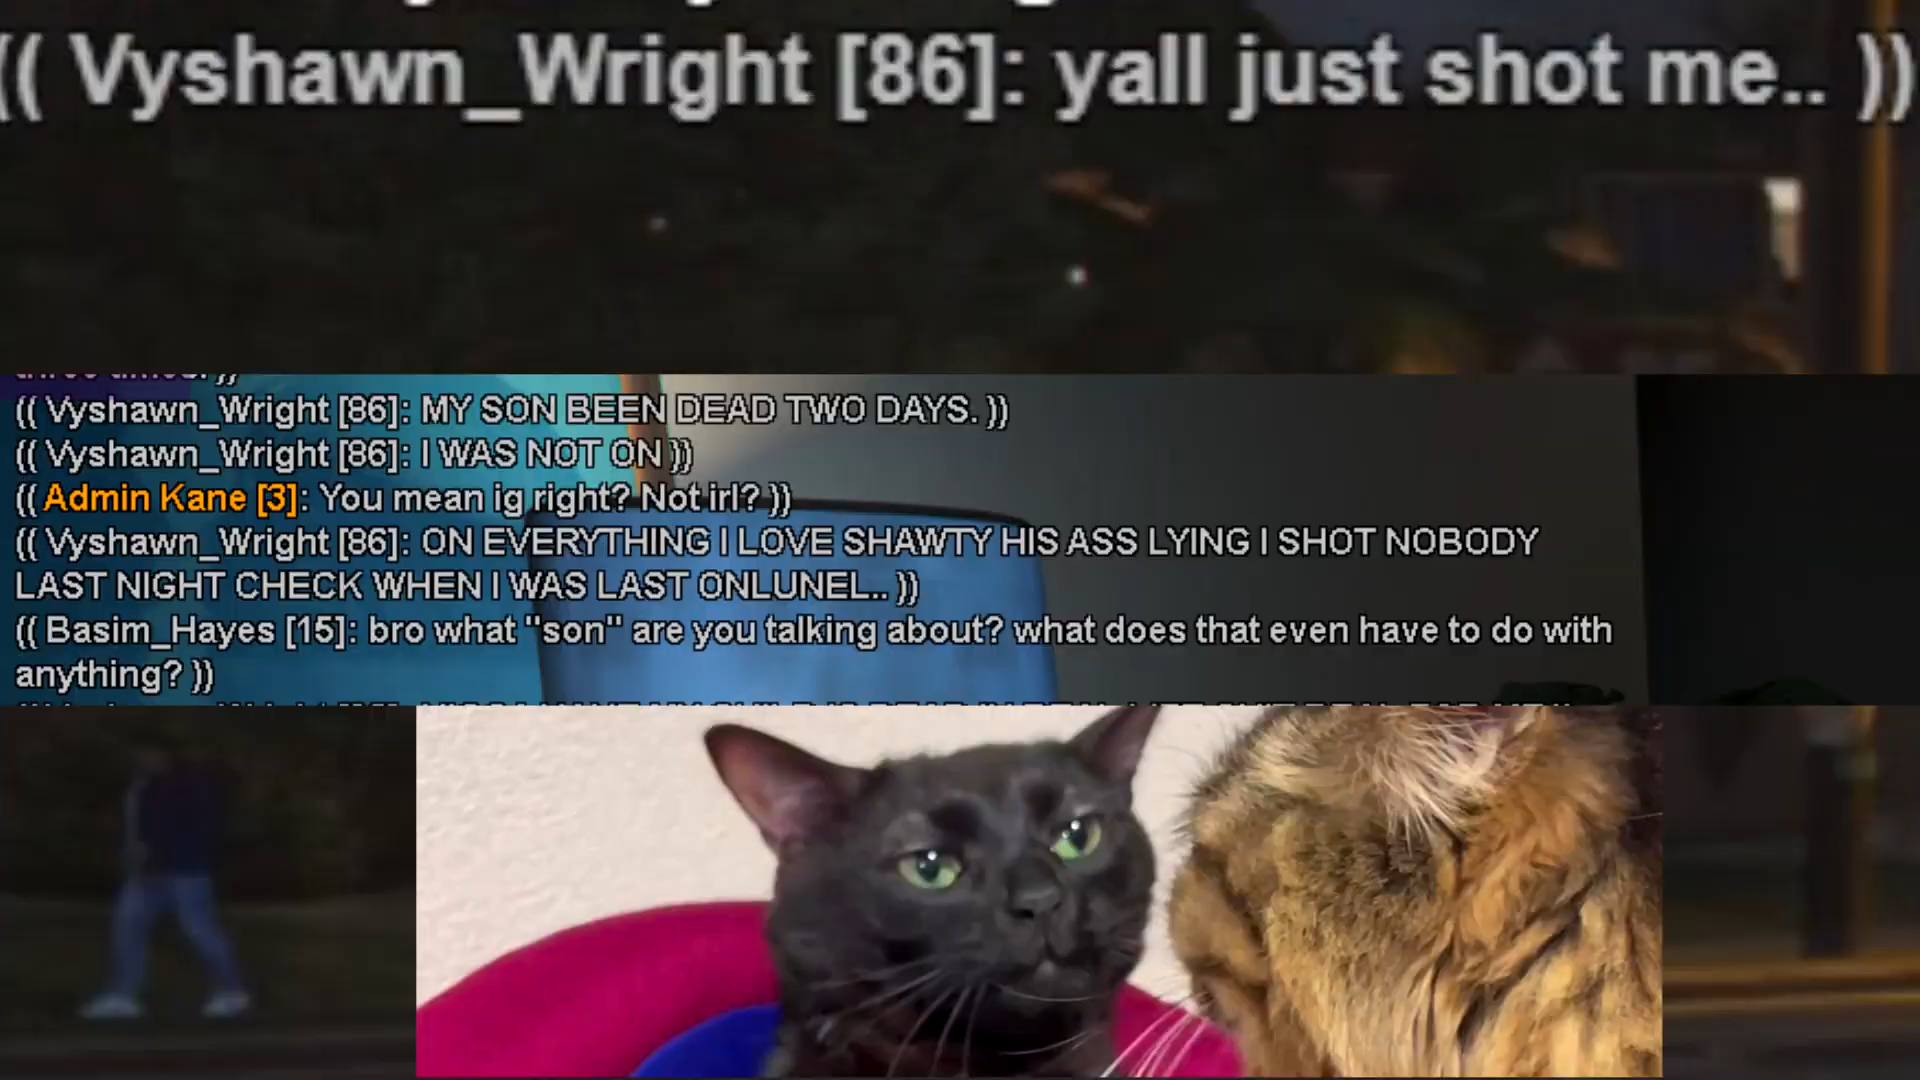 (( Vyshawn_Wright [86]: yall just shot me.. ))
(( Vyshawn_Wright [86]: MY SON BEEN DEAD TWO DAYS. ))
(( Vyshawn_Wright [86]: I WAS NOT ON ))
(( Admin Kane [3]: You mean ig right? Not irl? ))
(( Vyshawn_Wright [86]: ON EVERYTHING I LOVE SHAWTY HIS ASS LYING I SHOT NOBODY
LAST NIGHT CHECK WHEN I WAS LAST ONLUNEL.. ))
(( Basim_Hayes [15]: bro what "son" are you talking about? what does that even have to do with
anything? ))